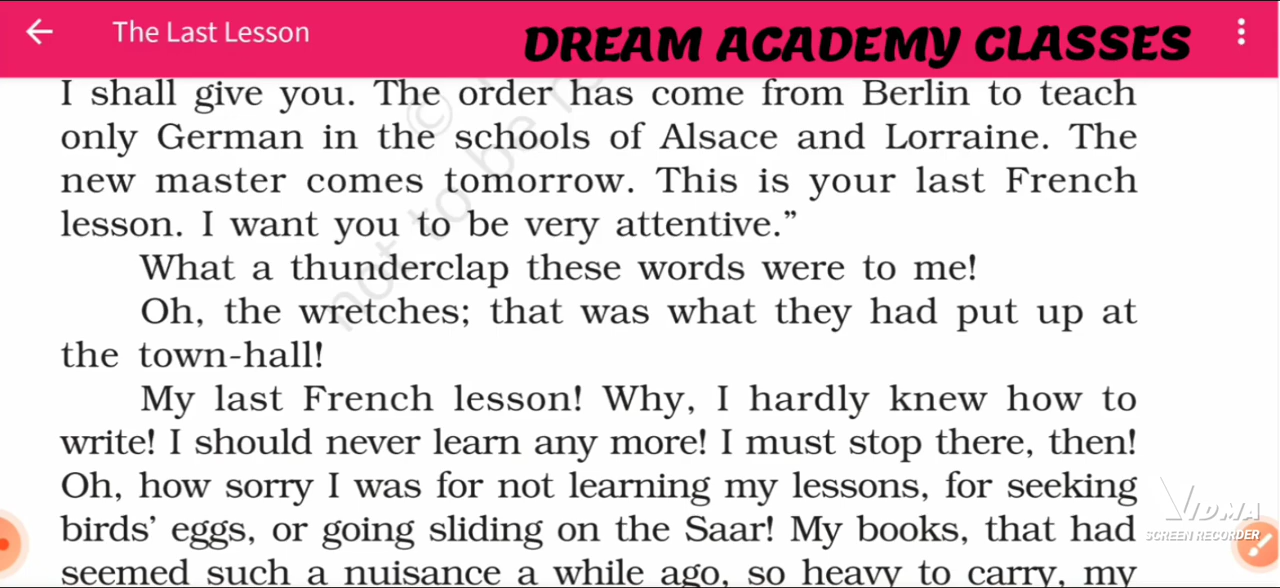 The Last Lesson
DREAM ACADEMY CLASSES
I shall give you. The order has come from Berlin to teach
only German in the schools of Alsace and Lorraine. The
new master comes tomorrow. This is your last French
lesson. I want you to be very attentive.”
What a thunderclap these words were to me!
Oh, the wretches; that was what they had put up at
the town-hall!
My last French lesson! Why, I hardly knew how to
write! I should never learn any more! I must stop there, then!
Oh, how sorry I was for not learning my lessons, for seeking
birds’ eggs, or going sliding on the Saar! My books, that had
seemed such a nuisance a while ago, so heavy to carry, my
© not to be
VIDMA
SCREEN RECORDER